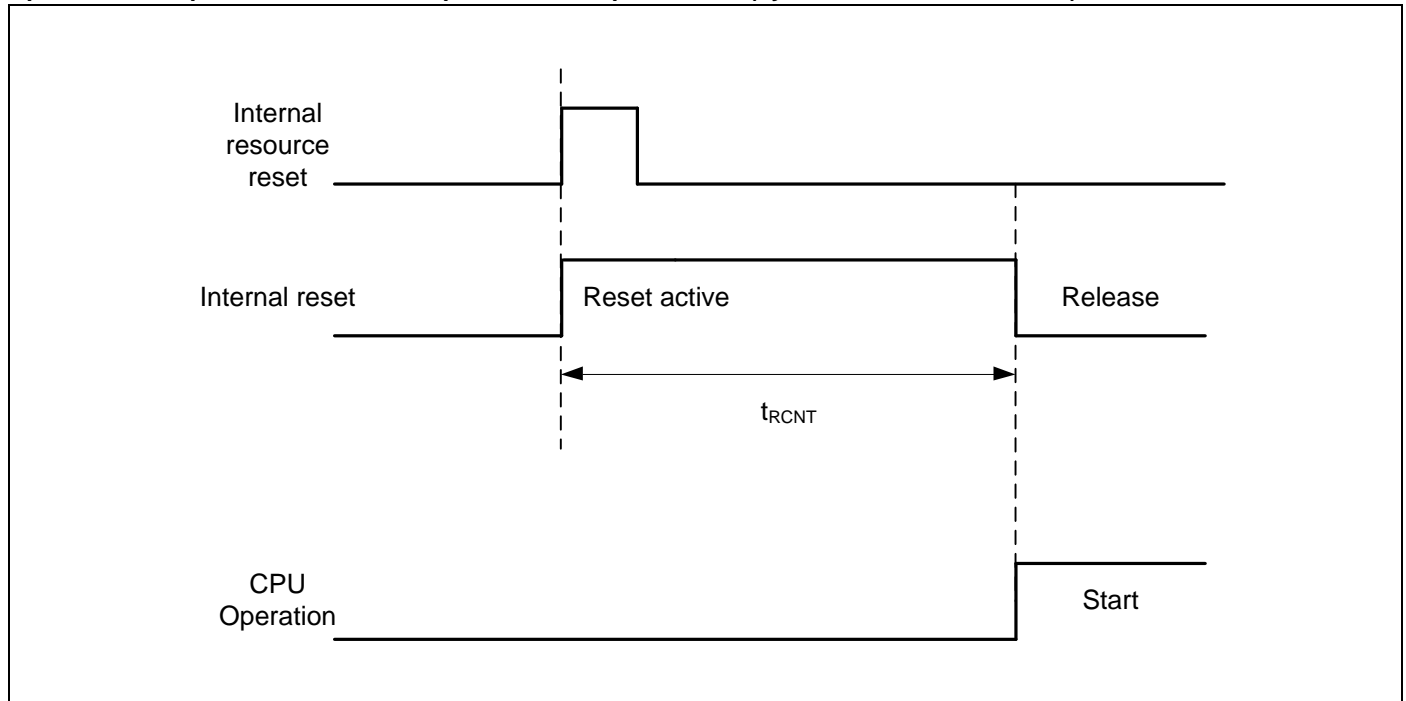 Internal
resource
reset
Internal reset
Reset active
Release
tRCNT
CPU
Operation
Start